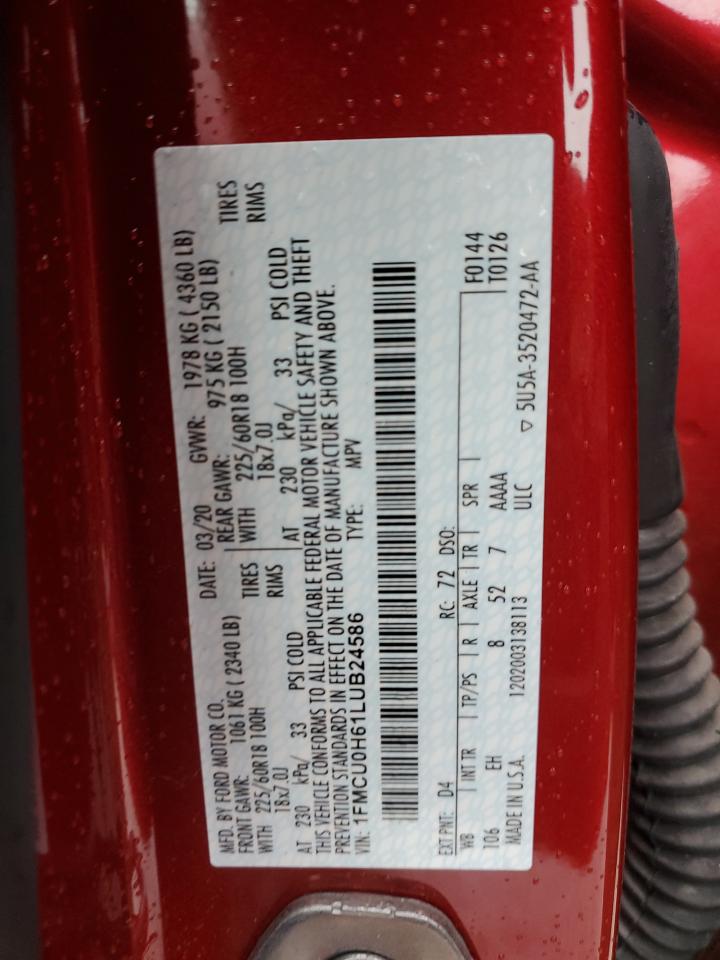 MFD. BY FORD MOTOR CO. DATE: 03/20 GVWR: 1978 KG ( 4360 LB)
FRONT GAWR: 1061 KG ( 2340 LB) REAR GAWR: 975 KG ( 2150 LB)
WITH 225/60R18 100H TIRES WITH 225/60R18 100H TIRES
18x7.0J RIMS 18x7.0J RIMS
AT 230 kPa/ 33 PSI COLD AT 230 kPa/ 33 PSI COLD
THIS VEHICLE CONFORMS TO ALL APPLICABLE FEDERAL MOTOR VEHICLE SAFETY AND THEFT
PREVENTION STANDARDS IN EFFECT ON THE DATE OF MANUFACTURE SHOWN ABOVE.
VIN: 1FMCU0H61LUB24586 TYPE: MPV
EXT PNT: D4 RC: 72 DSO:
WB INT TR TP/PS R AXLE TR SPR F0144
106 EH 8 52 7 AAAA T0126
MADE IN U.S.A. 1202003138113 ULC ▽ 5U5A-3520472-AA